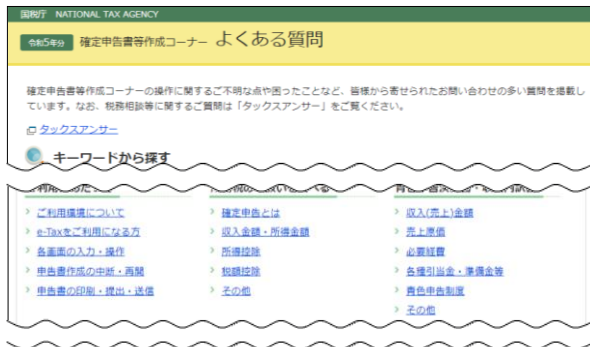 国税庁 NATIONAL TAX AGENCY
令和5年分 確定申告書等作成コーナー よくある質問
確定申告書等作成コーナーの操作に関するご不明な点や困ったことなど、皆様から寄せられたお問い合わせの多い質問を掲載し
ています。なお、税務相談等に関するご質問は「タックスアンサー」をご覧ください。
タックスアンサー
キーワードから探す
ご利用環境について
e-Taxをご利用になる方
各画面の入力・操作
申告書作成の中断・再開
申告書の印刷・提出・送信
確定申告とは
収入金額・所得金額
所得控除
税額控除
その他
収入(売上)金額
売上原価
必要経費
各種引当金・準備金等
青色申告制度
その他